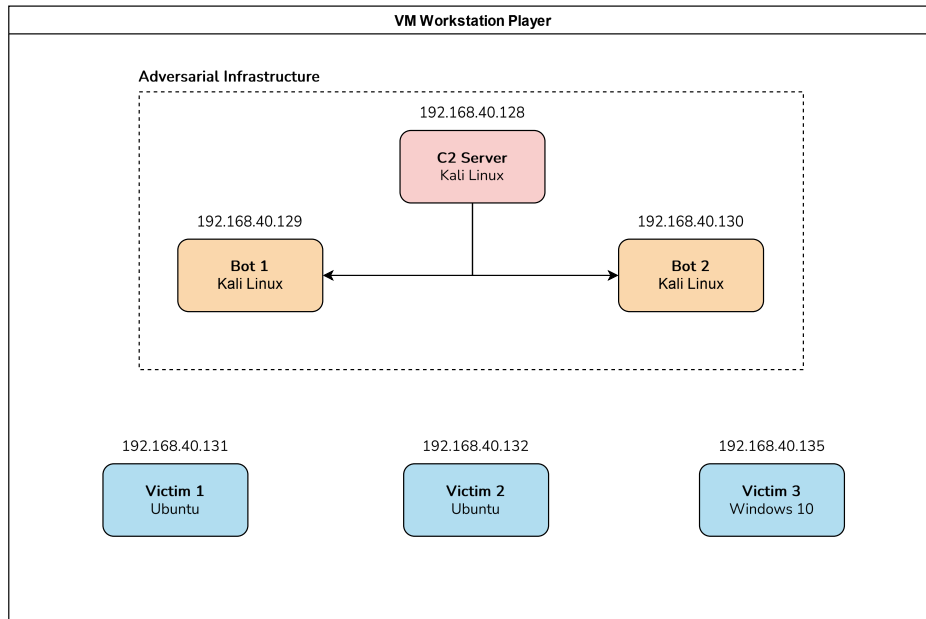 VM Workstation Player
Adversarial Infrastructure
192.168.40.128
C2 Server
Kali Linux
192.168.40.129
192.168.40.130
Bot 1
Kali Linux
Bot 2
Kali Linux
192.168.40.131
192.168.40.132
192.168.40.135
Victim 1
Ubuntu
Victim 2
Ubuntu
Victim 3
Windows 10